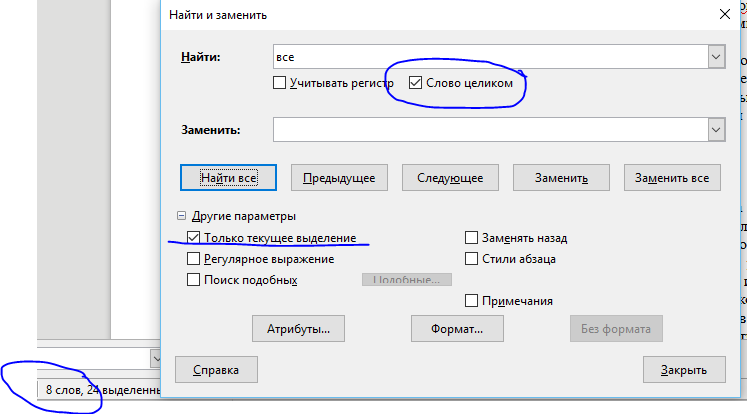 Найти и заменить
Найти: все
Учитывать регистр Слово целиком
Заменить:
Найти все Предыдущее Следующее Заменить Заменить все
Другие параметры
Только текущее выделение Заменять назад
Регулярное выражение Стили абзаца
Поиск подобных Подобные...
Примечания
Атрибуты... Формат... Без формата
Справка Закрыть
8 слов, 24 выделенны